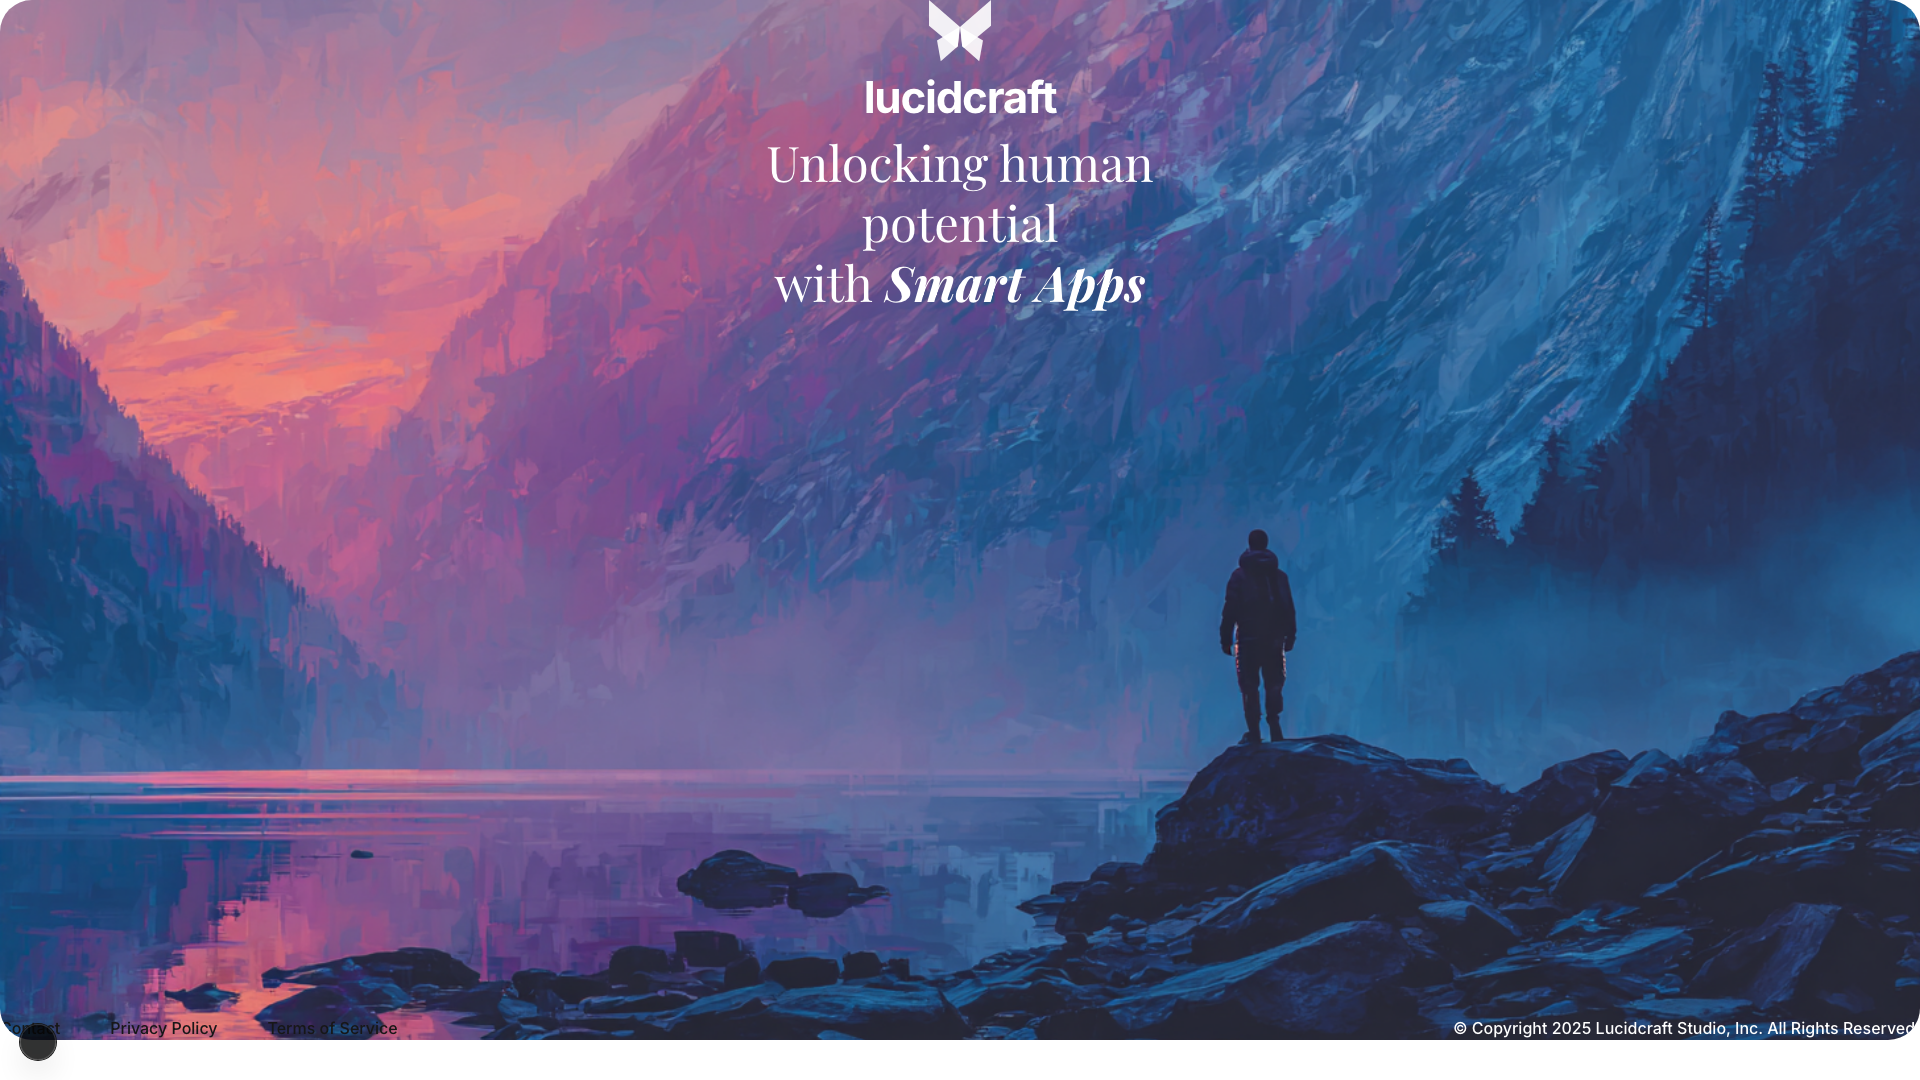 lucidcraft
Unlocking human
potential
with Smart Apps
Contact Privacy Policy Terms of Service © Copyright 2025 Lucidcraft Studio, Inc. All Rights Reserved